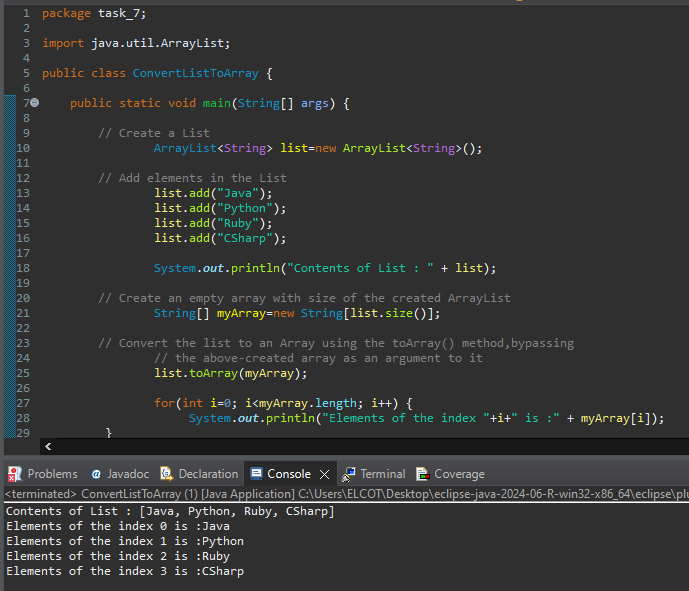 1 package task_7;
2
3 import java.util.ArrayList;
4
5 public class ConvertListToArray {
6
7 public static void main(String[] args) {
8
9 // Create a List
10 ArrayList<String> list=new ArrayList<String>();
11
12 // Add elements in the List
13 list.add("Java");
14 list.add("Python");
15 list.add("Ruby");
16 list.add("CSharp");
17
18 System.out.println("Contents of List : " + list);
19
20 // Create an empty array with size of the created ArrayList
21 String[] myArray=new String[list.size()];
22
23 // Convert the list to an Array using the toArray() method,bypassing
24 // the above-created array as an argument to it
25 list.toArray(myArray);
26
27 for(int i=0; i<myArray.length; i++) {
28 System.out.println("Elements of the index "+i+" is :" + myArray[i]);
29 }
Problems Javadoc Declaration Console Terminal Coverage
<terminated> ConvertListToArray (1) [Java Application] C:\Users\ELCOT\Desktop\eclipse-java-2024-06-R-win32-x86_64\eclipse\plu
Contents of List : [Java, Python, Ruby, CSharp]
Elements of the index 0 is :Java
Elements of the index 1 is :Python
Elements of the index 2 is :Ruby
Elements of the index 3 is :CSharp